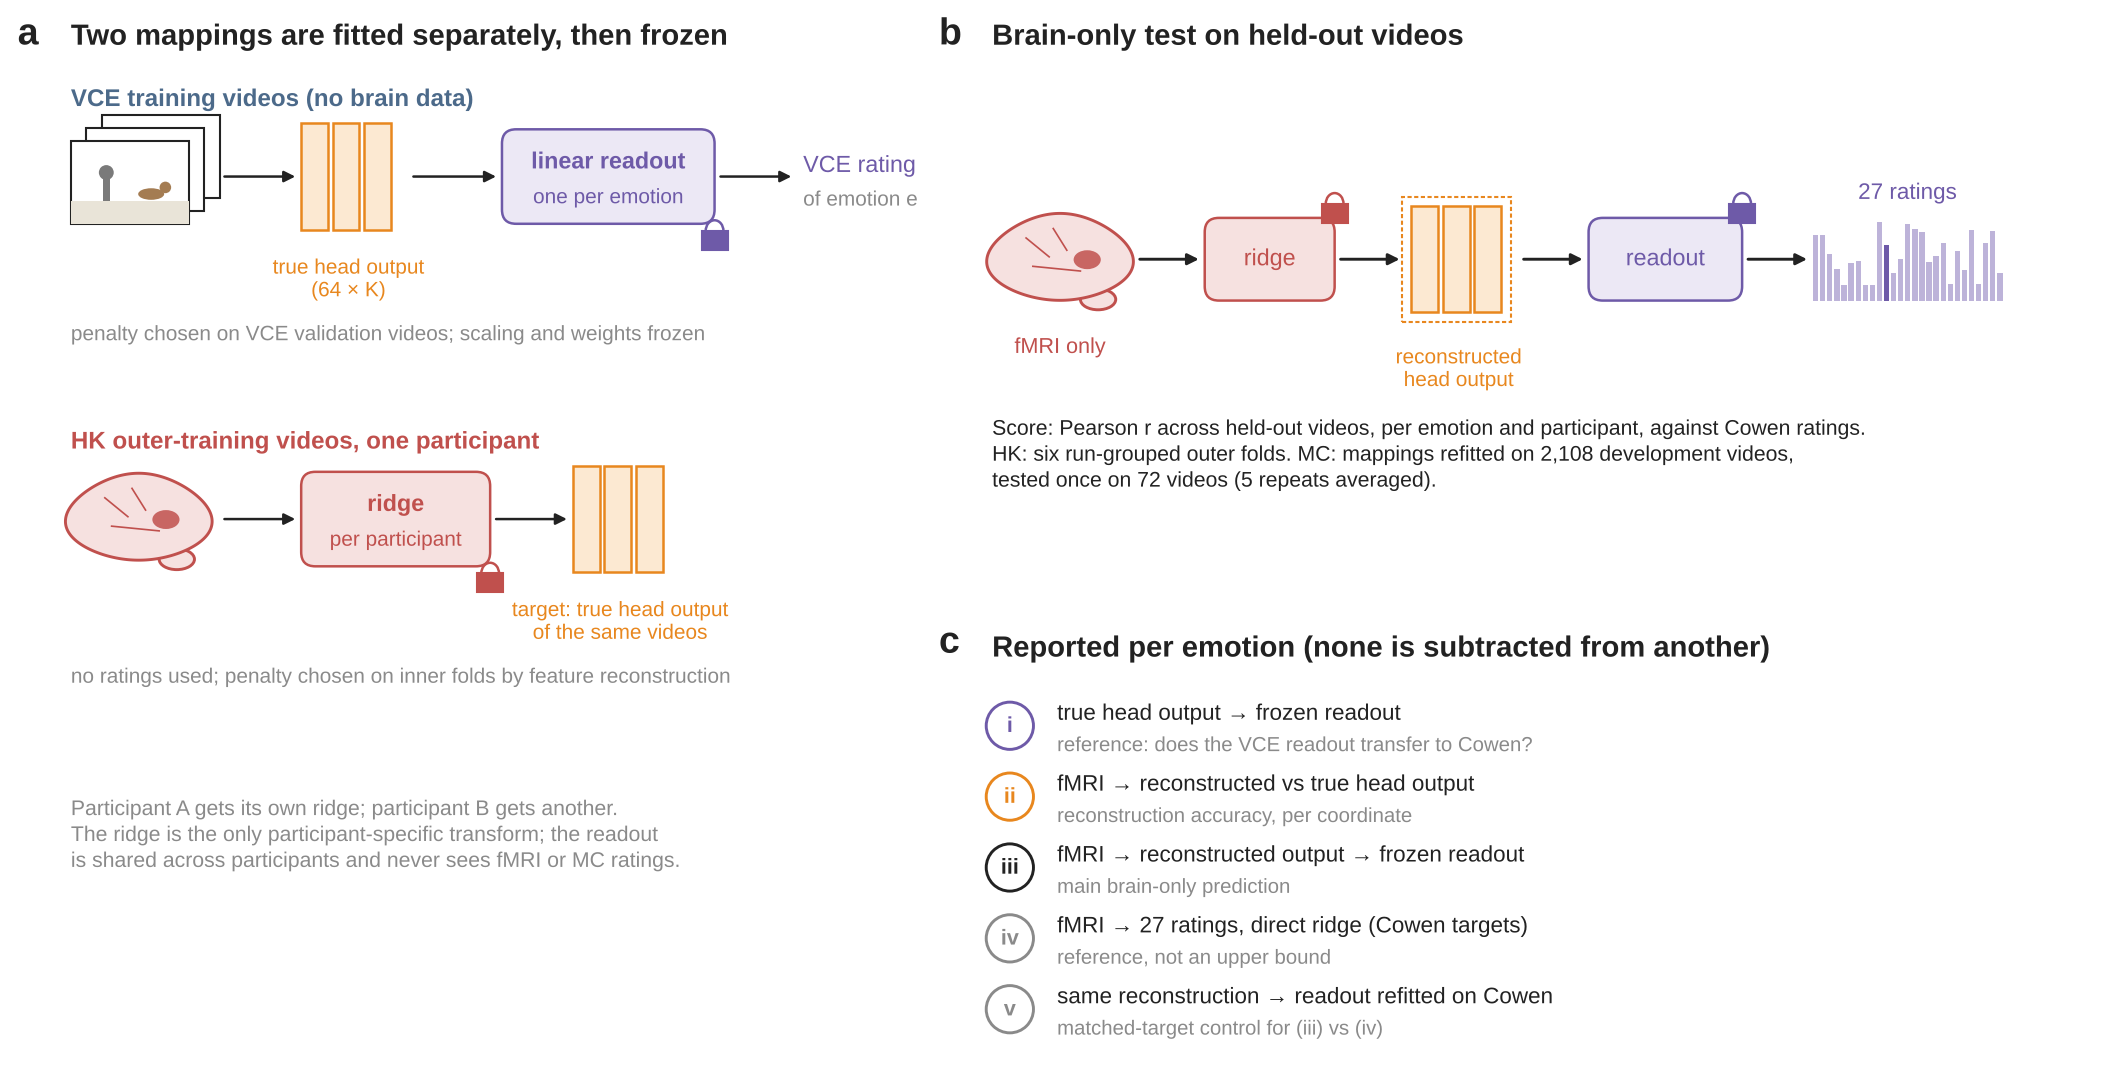 a Two mappings are fitted separately, then frozen
VCE training videos (no brain data)
linear readout
one per emotion
VCE rating
of emotion e
true head output
(64 × K)
penalty chosen on VCE validation videos; scaling and weights frozen
HK outer-training videos, one participant
ridge
per participant
target: true head output
of the same videos
no ratings used; penalty chosen on inner folds by feature reconstruction
Participant A gets its own ridge; participant B gets another.
The ridge is the only participant-specific transform; the readout
is shared across participants and never sees fMRI or MC ratings.
b Brain-only test on held-out videos
27 ratings
ridge
readout
fMRI only
reconstructed
head output
Score: Pearson r across held-out videos, per emotion and participant, against Cowen ratings.
HK: six run-grouped outer folds. MC: mappings refitted on 2,108 development videos,
tested once on 72 videos (5 repeats averaged).
c Reported per emotion (none is subtracted from another)
i true head output → frozen readout
reference: does the VCE readout transfer to Cowen?
ii fMRI → reconstructed vs true head output
reconstruction accuracy, per coordinate
iii fMRI → reconstructed output → frozen readout
main brain-only prediction
iv fMRI → 27 ratings, direct ridge (Cowen targets)
reference, not an upper bound
v same reconstruction → readout refitted on Cowen
matched-target control for (iii) vs (iv)